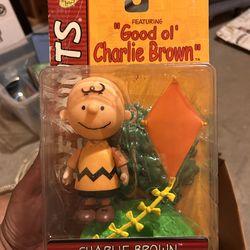 FEATURING
"Good ol'
Charlie Brown"
TS
CHARLIE BROWN